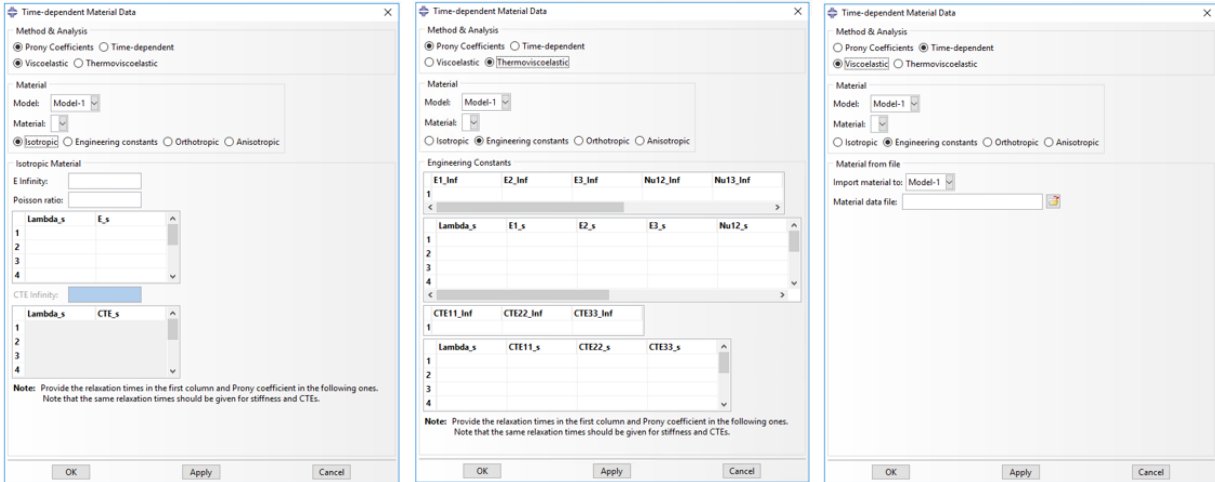 Time-dependent Material Data
Method & Analysis
Prony Coefficients Time-dependent
Viscoelastic Thermoviscoelastic
Material
Model: Model-1
Material:
Isotropic Engineering constants Orthotropic Anisotropic
Isotropic Material
E Infinity:
Poisson ratio:
Lambda_s E_s
1
2
3
4
CTE Infinity:
Lambda_s CTE_s
1
2
3
4
Note: Provide the relaxation times in the first column and Prony coefficient in the following ones.
Note that the same relaxation times should be given for stiffness and CTEs.
OK Apply Cancel
Time-dependent Material Data
Method & Analysis
Prony Coefficients Time-dependent
Viscoelastic Thermoviscoelastic
Material
Model: Model-1
Material:
Isotropic Engineering constants Orthotropic Anisotropic
Engineering Constants
E1_Inf E2_Inf E3_Inf Nu12_Inf Nu13_Inf
1
Lambda_s E1_s E2_s E3_s Nu12_s
1
2
3
4
CTE11_Inf CTE22_Inf CTE33_Inf
1
Lambda_s CTE11_s CTE22_s CTE33_s
1
2
3
4
Note: Provide the relaxation times in the first column and Prony coefficient in the following ones.
Note that the same relaxation times should be given for stiffness and CTEs.
OK Apply Cancel
Time-dependent Material Data
Method & Analysis
Prony Coefficients Time-dependent
Viscoelastic Thermoviscoelastic
Material
Model: Model-1
Material:
Isotropic Engineering constants Orthotropic Anisotropic
Material from file
Import material to: Model-1
Material data file:
OK Apply Cancel